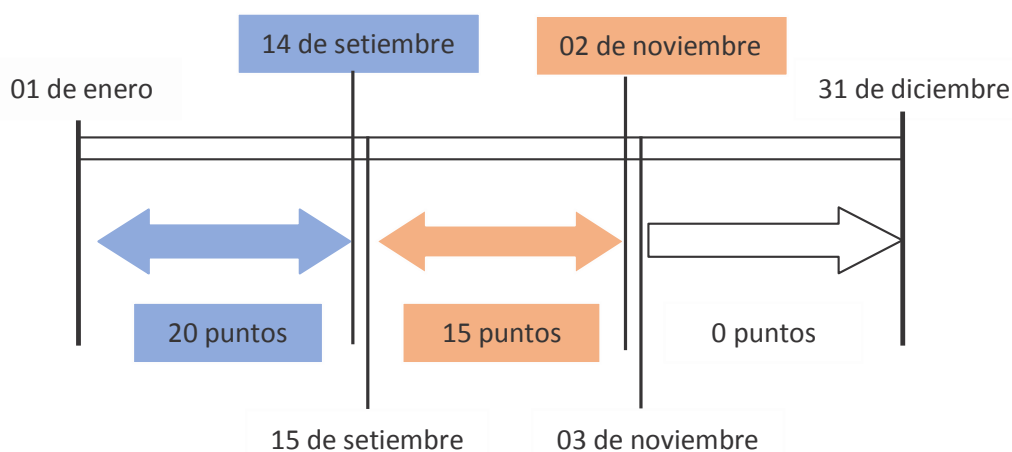 14 de setiembre
02 de noviembre
01 de enero
31 de diciembre
20 puntos
15 puntos
0 puntos
15 de setiembre
03 de noviembre